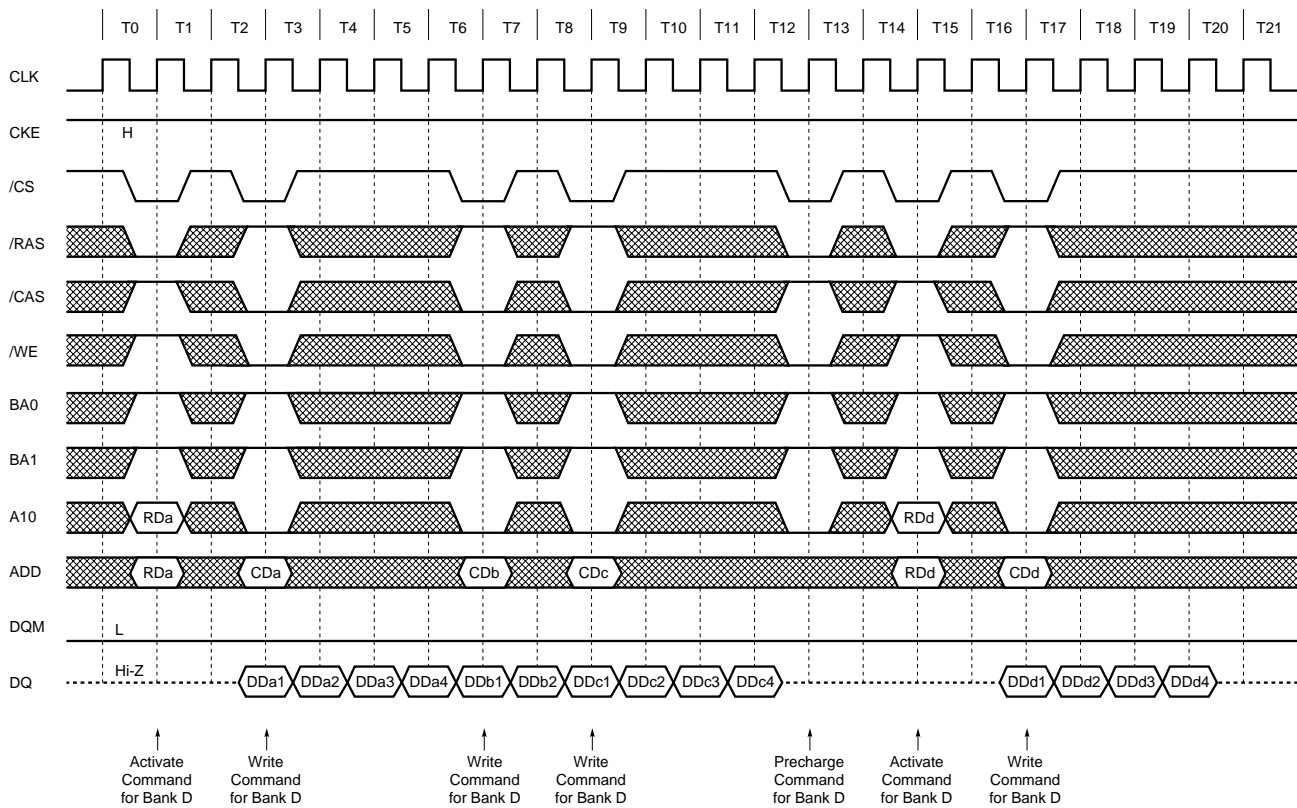 T0 T1 T2 T3 T4 T5 T6 T7 T8 T9 T10 T11 T12 T13 T14 T15 T16 T17 T18 T19 T20 T21
CLK
CKE H
/CS
/RAS
/CAS
/WE
BA0
BA1
A10 RDa RDd
ADD RDa CDa CDb CDc RDd CDd
DQM L
Hi-Z
DQ DDa1 DDa2 DDa3 DDa4 DDb1 DDb2 DDc1 DDc2 DDc3 DDc4 DDd1 DDd2 DDd3 DDd4
Activate
Command
for Bank D
Write
Command
for Bank D
Write
Command
for Bank D
Write
Command
for Bank D
Precharge
Command
for Bank D
Activate
Command
for Bank D
Write
Command
for Bank D